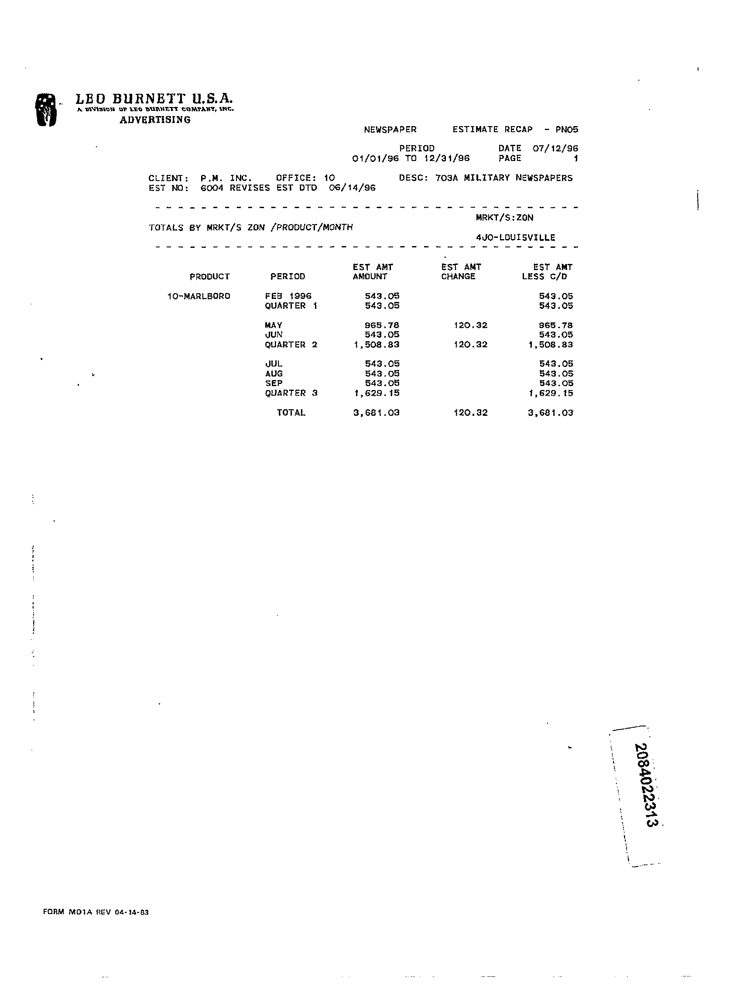 LEO BURNETT U.S.A.
A DIVISION OF LEO BURNETT COMPANY, INC.
ADVERTISING
NEWSPAPER ESTIMATE RECAP - PN05
PERIOD DATE 07/12/96
01/01/96 TO 12/31/96 PAGE 1
CLIENT: P.M. INC. OFFICE: 10 DESC: 703A MILITARY NEWSPAPERS
EST NO: 6004 REVISES EST DTD 06/14/96
MRKT/S:ZON
TOTALS BY MRKT/S ZON /PRODUCT/MONTH
4JO-LOUISVILLE
EST AMT EST AMT EST AMT
PRODUCT PERIOD AMOUNT CHANGE LESS C/D
10-MARLBORO FEB 1996 543.05 543.05
QUARTER 1 543.05 543.05
MAY 965.78 120.32 965.78
JUN 543.05 543.05
QUARTER 2 1,508.83 120.32 1,508.83
JUL 543.05 543.05
AUG 543.05 543.05
SEP 543.05 543.05
QUARTER 3 1,629.15 1,629.15
TOTAL 3,681.03 120.32 3,681.03
2084022313
FORM MO1A REV 04-14-83